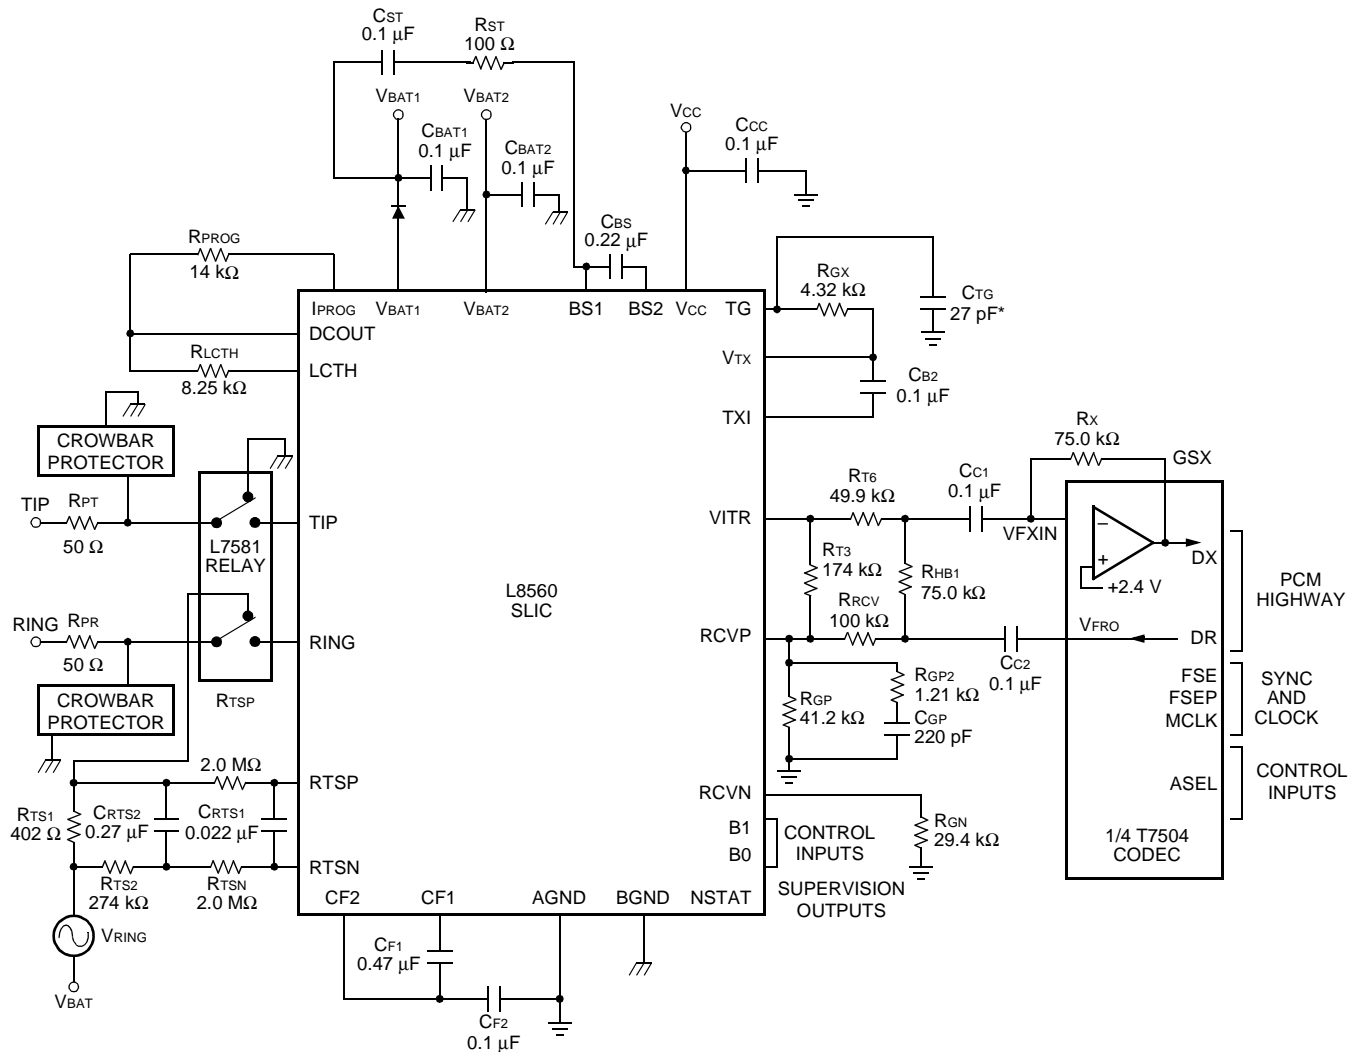 CST
0.1 µF
RST
100 Ω
VBAT1
VBAT2
CBAT1
0.1 µF
CBAT2
0.1 µF
VCC
CCC
0.1 µF
CBS
0.22 µF
RPROG
14 kΩ
RGX
4.32 kΩ
CTG
27 pF*
IPROG
VBAT1
VBAT2
BS1
BS2
VCC
TG
DCOUT
RLCTH
8.25 kΩ
LCTH
VTX
CB2
0.1 µF
TXI
CROWBAR
PROTECTOR
RX
75.0 kΩ
GSX
TIP
RPT
50 Ω
TIP
L7581
RELAY
RT6
49.9 kΩ
CC1
0.1 µF
VITR
VFXIN
–
+
+2.4 V
DX
PCM
HIGHWAY
RT3
174 kΩ
RHB1
75.0 kΩ
L8560
SLIC
RING
RPR
50 Ω
RING
RRCV
100 kΩ
RCVP
VFRO
DR
CC2
0.1 µF
CROWBAR
PROTECTOR
RTSP
RGP2
1.21 kΩ
RGP
41.2 kΩ
CGP
220 pF
FSE
FSEP
MCLK
SYNC
AND
CLOCK
2.0 MΩ
RTSP
RTS1
402 Ω
CRTS2
0.27 µF
CRTS1
0.022 µF
RCVN
ASEL
CONTROL
INPUTS
RTSN
RTS2
274 kΩ
RTSN
2.0 MΩ
B1
B0
CONTROL
INPUTS
RGN
29.4 kΩ
1/4 T7504
CODEC
CF2
CF1
AGND
BGND
NSTAT
SUPERVISION
OUTPUTS
VRING
CF1
0.47 µF
VBAT
CF2
0.1 µF